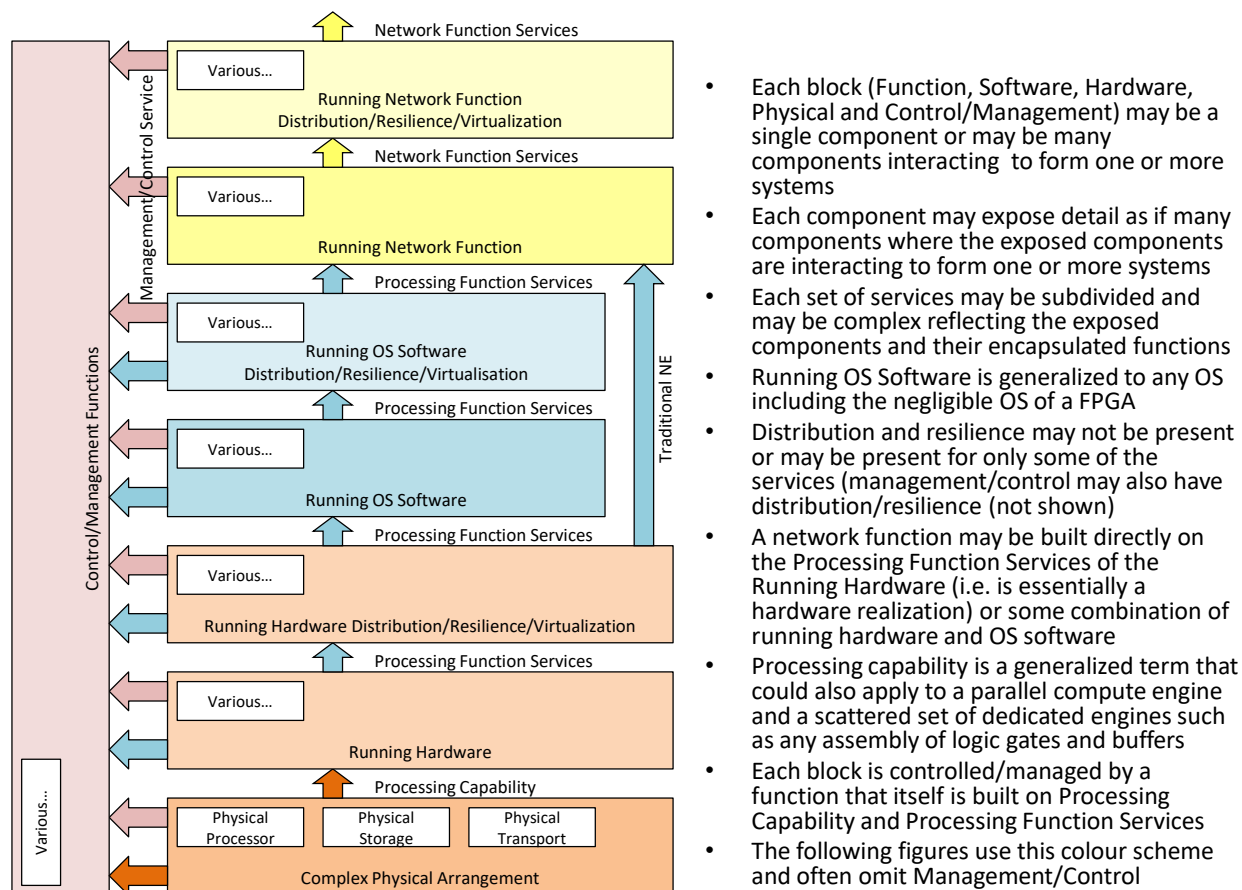 Network Function Services
Various...
Running Network Function
Distribution/Resilience/Virtualization
Network Function Services
Various...
Running Network Function
Processing Function Services
Various...
Running OS Software
Distribution/Resilience/Virtualisation
Processing Function Services
Various...
Running OS Software
Processing Function Services
Various...
Running Hardware Distribution/Resilience/Virtualization
Processing Function Services
Various...
Running Hardware
Processing Capability
Physical
Processor
Physical
Storage
Physical
Transport
Complex Physical Arrangement
Management/Control Service
Control/Management Functions
Various...
Traditional NE
• Each block (Function, Software, Hardware,
Physical and Control/Management) may be a
single component or may be many
components interacting to form one or more
systems
• Each component may expose detail as if many
components where the exposed components
are interacting to form one or more systems
• Each set of services may be subdivided and
may be complex reflecting the exposed
components and their encapsulated functions
• Running OS Software is generalized to any OS
including the negligible OS of a FPGA
• Distribution and resilience may not be present
or may be present for only some of the
services (management/control may also have
distribution/resilience (not shown)
• A network function may be built directly on
the Processing Function Services of the
Running Hardware (i.e. is essentially a
hardware realization) or some combination of
running hardware and OS software
• Processing capability is a generalized term that
could also apply to a parallel compute engine
and a scattered set of dedicated engines such
as any assembly of logic gates and buffers
• Each block is controlled/managed by a
function that itself is built on Processing
Capability and Processing Function Services
• The following figures use this colour scheme
and often omit Management/Control